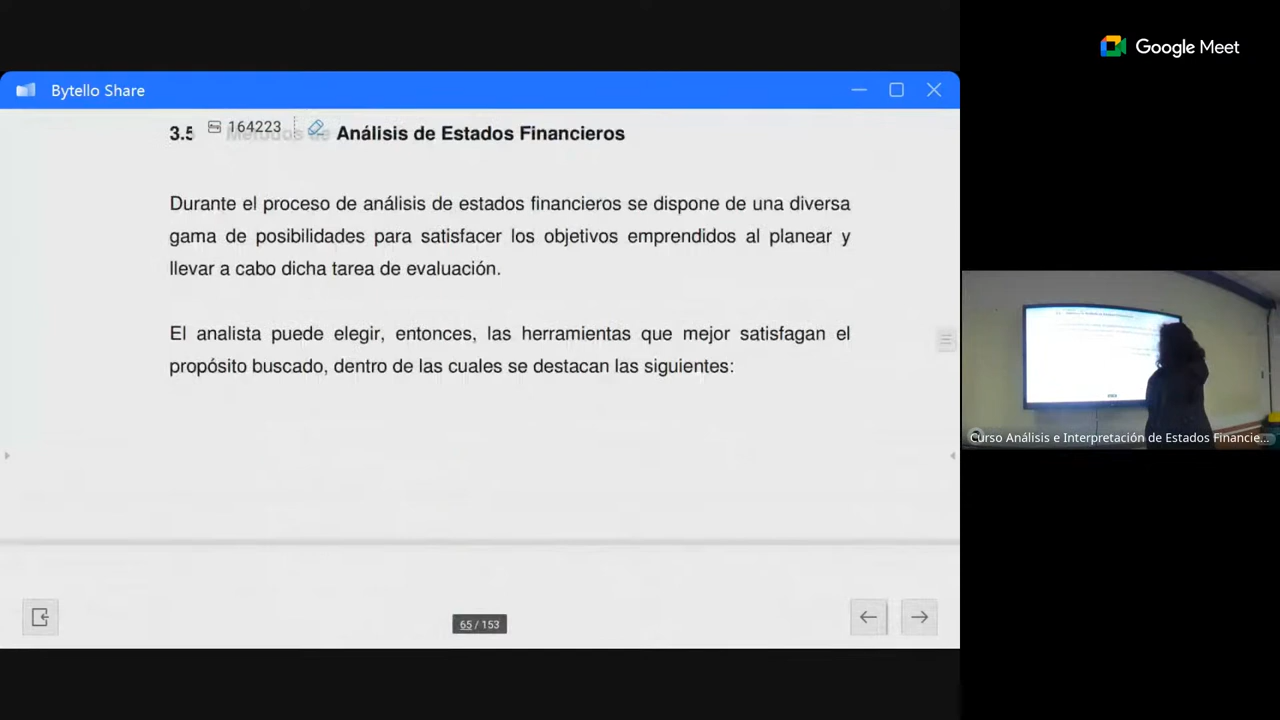 Google Meet
Bytello Share
3.5 Métodos de Análisis de Estados Financieros
164223
Durante el proceso de análisis de estados financieros se dispone de una diversa
gama de posibilidades para satisfacer los objetivos emprendidos al planear y
llevar a cabo dicha tarea de evaluación.
El analista puede elegir, entonces, las herramientas que mejor satisfagan el
propósito buscado, dentro de las cuales se destacan las siguientes:
Curso Análisis e Interpretación de Estados Financie...
65 / 153